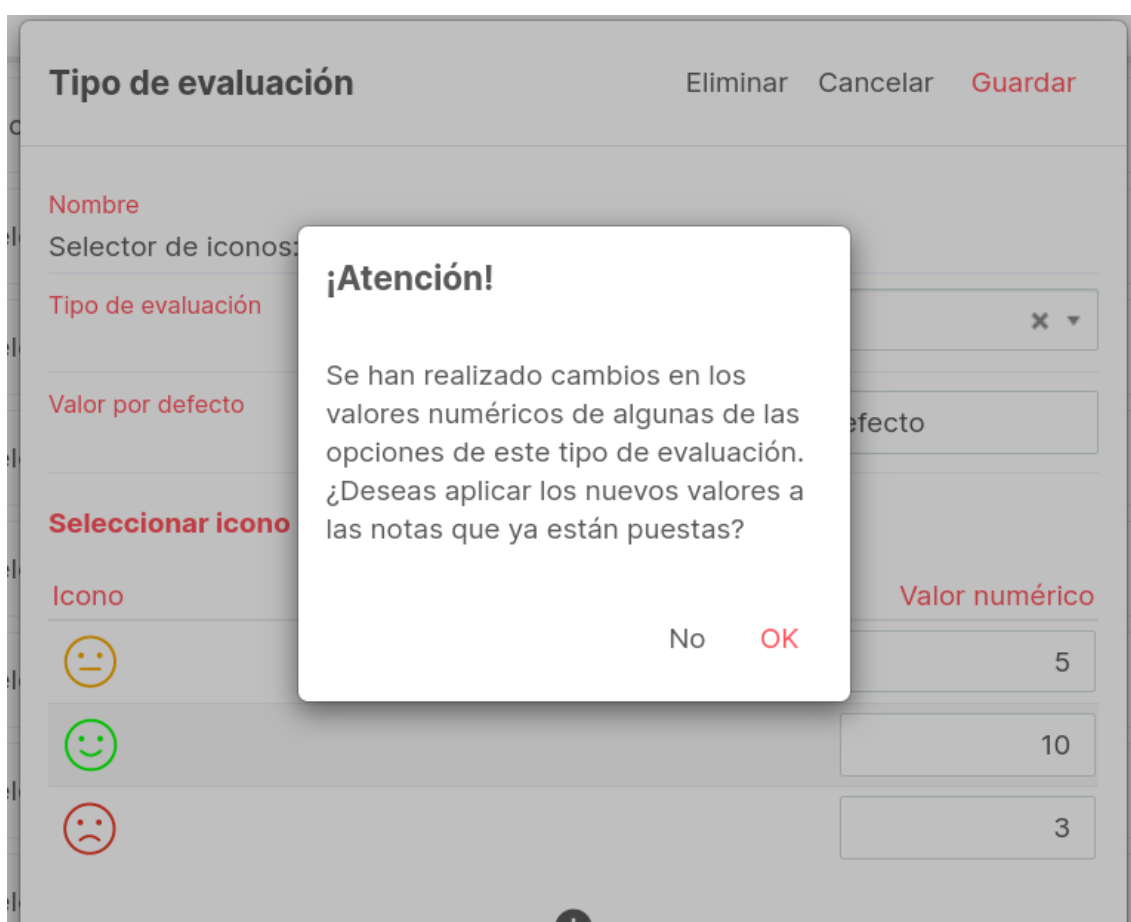 Tipo de evaluación
Eliminar Cancelar Guardar
Nombre
Selector de iconos:
Tipo de evaluación
Valor por defecto
¡Atención!
Se han realizado cambios en los
valores numéricos de algunas de las
opciones de este tipo de evaluación.
¿Deseas aplicar los nuevos valores a
las notas que ya están puestas?
No OK
Seleccionar icono
Icono
Valor numérico
5
10
3